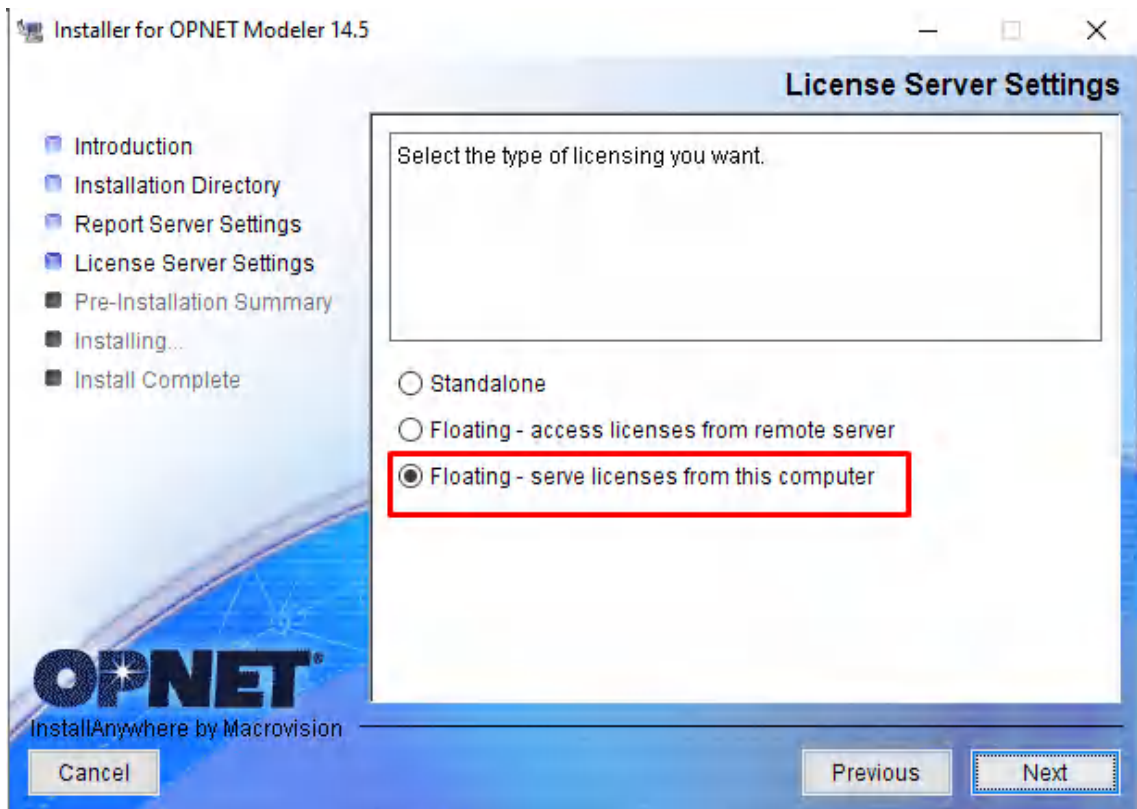 Installer for OPNET Modeler 14.5
License Server Settings
Introduction
Installation Directory
Report Server Settings
License Server Settings
Pre-Installation Summary
Installing...
Install Complete
Select the type of licensing you want.
Standalone
Floating - access licenses from remote server
Floating - serve licenses from this computer
OPNET®
InstallAnywhere by Macrovision
Cancel
Previous
Next